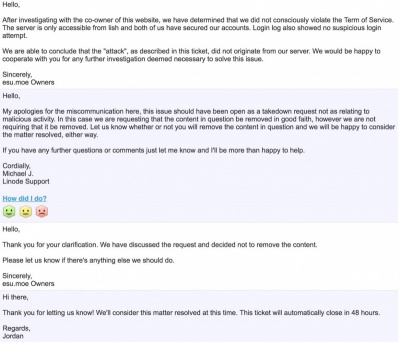 Hello,
After investigating with the co-owner of this website, we have determined that we did not consciously violate the Term of Service.
The server is only accessible from lish and both of us have secured our accounts. Login log also showed no suspicious login
attempt.
We are able to conclude that the "attack", as described in this ticket, did not originate from our server. We would be happy to
cooperate with you for any further investigation deemed necessary to solve this issue.
Sincerely,
esu.moe Owners
Hello,
My apologies for the miscommunication here, this issue should have been open as a takedown request not as relating to
malicious activity. In this case we are requesting that the content in question be removed in good faith, however we are not
requiring that it be removed. Let us know whether or not you will remove the content in question and we will be happy to consider
the matter resolved, either way.
If you have any further questions or comments just let me know and I'll be more than happy to help.
Cordially,
Michael J.
Linode Support
How did I do?
Hello,
Thank you for your clarification. We have discussed the request and decided not to remove the content.
Please let us know if there's anything else we should do.
Sincerely,
esu.moe Owners
Hi there,
Thank you for letting us know! We'll consider this matter resolved at this time. This ticket will automatically close in 48 hours.
Regards,
Jordan